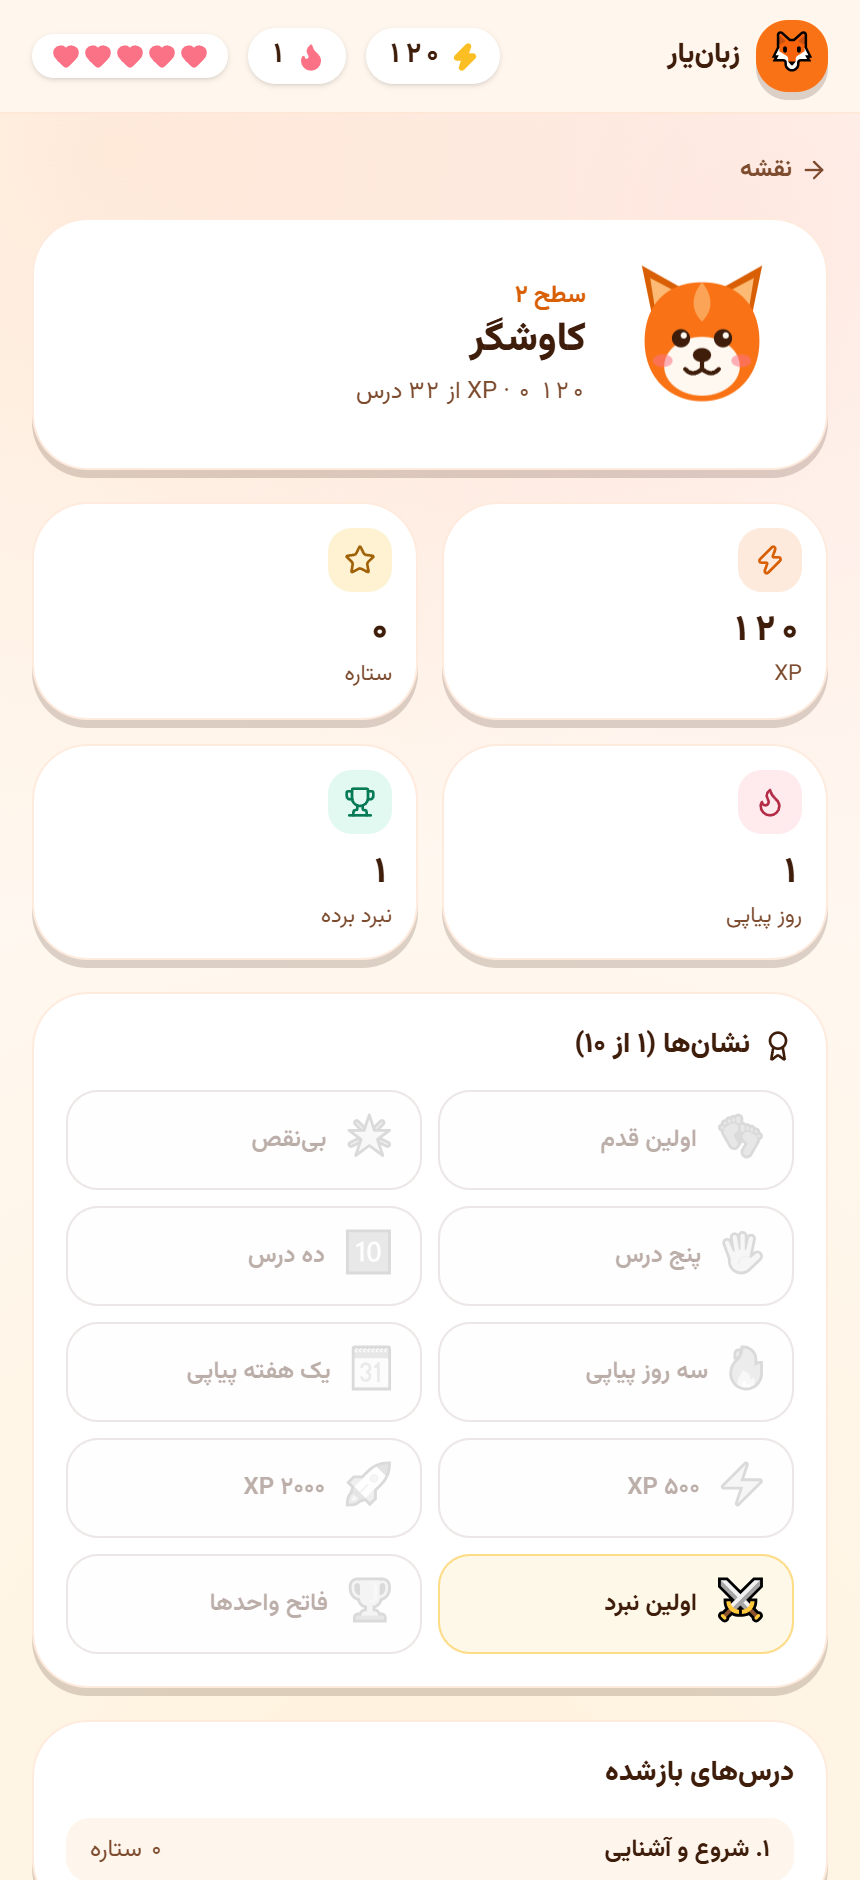 زبان‌یار
۱۲۰
۱
نقشه
سطح ۲
کاوشگر
۱۲۰ XP · ۰ از ۳۲ درس
۱۲۰
XP
۰
ستاره
۱
روز پیاپی
۱
نبرد برده
نشان‌ها (۱ از ۱۰)
اولین قدم
بی‌نقص
پنج درس
10
ده درس
سه روز پیاپی
31
یک هفته پیاپی
۵۰۰ XP
۲۰۰۰ XP
اولین نبرد
فاتح واحدها
درس‌های بازشده
۱. شروع و آشنایی
۰ ستاره